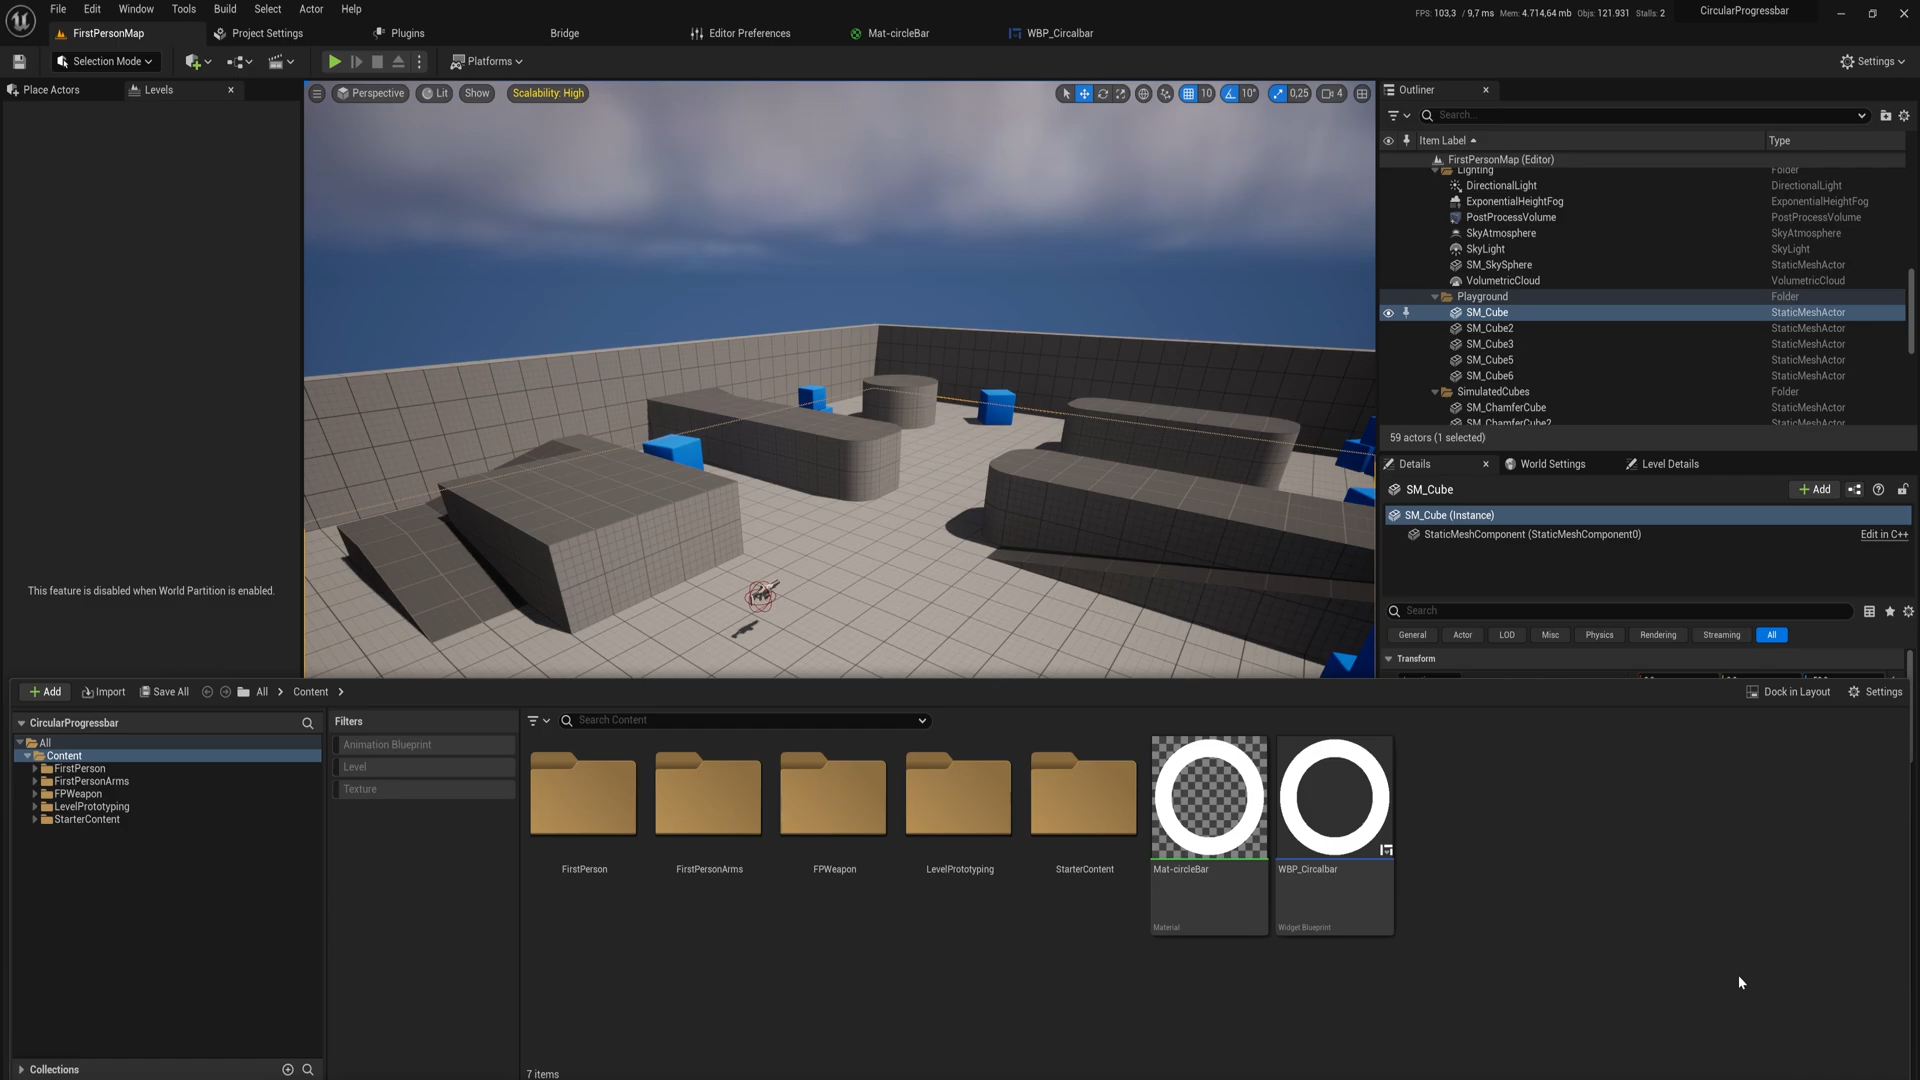 File Edit Window Tools Build Select Actor Help
FPS: 103,3 / 9,7 ms Mem: 4.714,64 mb Objs: 121.931 Stalls: 2
CircularProgressbar
FirstPersonMap
Project Settings
Plugins
Bridge
Editor Preferences
Mat-circleBar
WBP_Circalbar
Selection Mode
Platforms
Settings
Place Actors
Levels
This feature is disabled when World Partition is enabled.
Perspective
Lit
Show
Scalability: High
10
10°
0,25
4
Outliner
Search...
Item Label
Type
FirstPersonMap (Editor)
Lighting Folder
DirectionalLight DirectionalLight
ExponentialHeightFog ExponentialHeightFog
PostProcessVolume PostProcessVolume
SkyAtmosphere SkyAtmosphere
SkyLight SkyLight
SM_SkySphere StaticMeshActor
VolumetricCloud VolumetricCloud
Playground Folder
SM_Cube StaticMeshActor
SM_Cube2 StaticMeshActor
SM_Cube3 StaticMeshActor
SM_Cube5 StaticMeshActor
SM_Cube6 StaticMeshActor
SimulatedCubes Folder
SM_ChamferCube StaticMeshActor
SM_ChamferCube2 StaticMeshActor
59 actors (1 selected)
Details
World Settings
Level Details
SM_Cube
Add
SM_Cube (Instance)
StaticMeshComponent (StaticMeshComponent0)
Edit in C++
Search
General Actor LOD Misc Physics Rendering Streaming All
Transform
Add
Import
Save All
All
Content
Dock in Layout
Settings
CircularProgressbar
All
Content
FirstPerson
FirstPersonArms
FPWeapon
LevelPrototyping
StarterContent
Collections
Filters
Animation Blueprint
Level
Texture
Search Content
FirstPerson
FirstPersonArms
FPWeapon
LevelPrototyping
StarterContent
Mat-circleBar
Material
WBP_Circalbar
Widget Blueprint
7 items